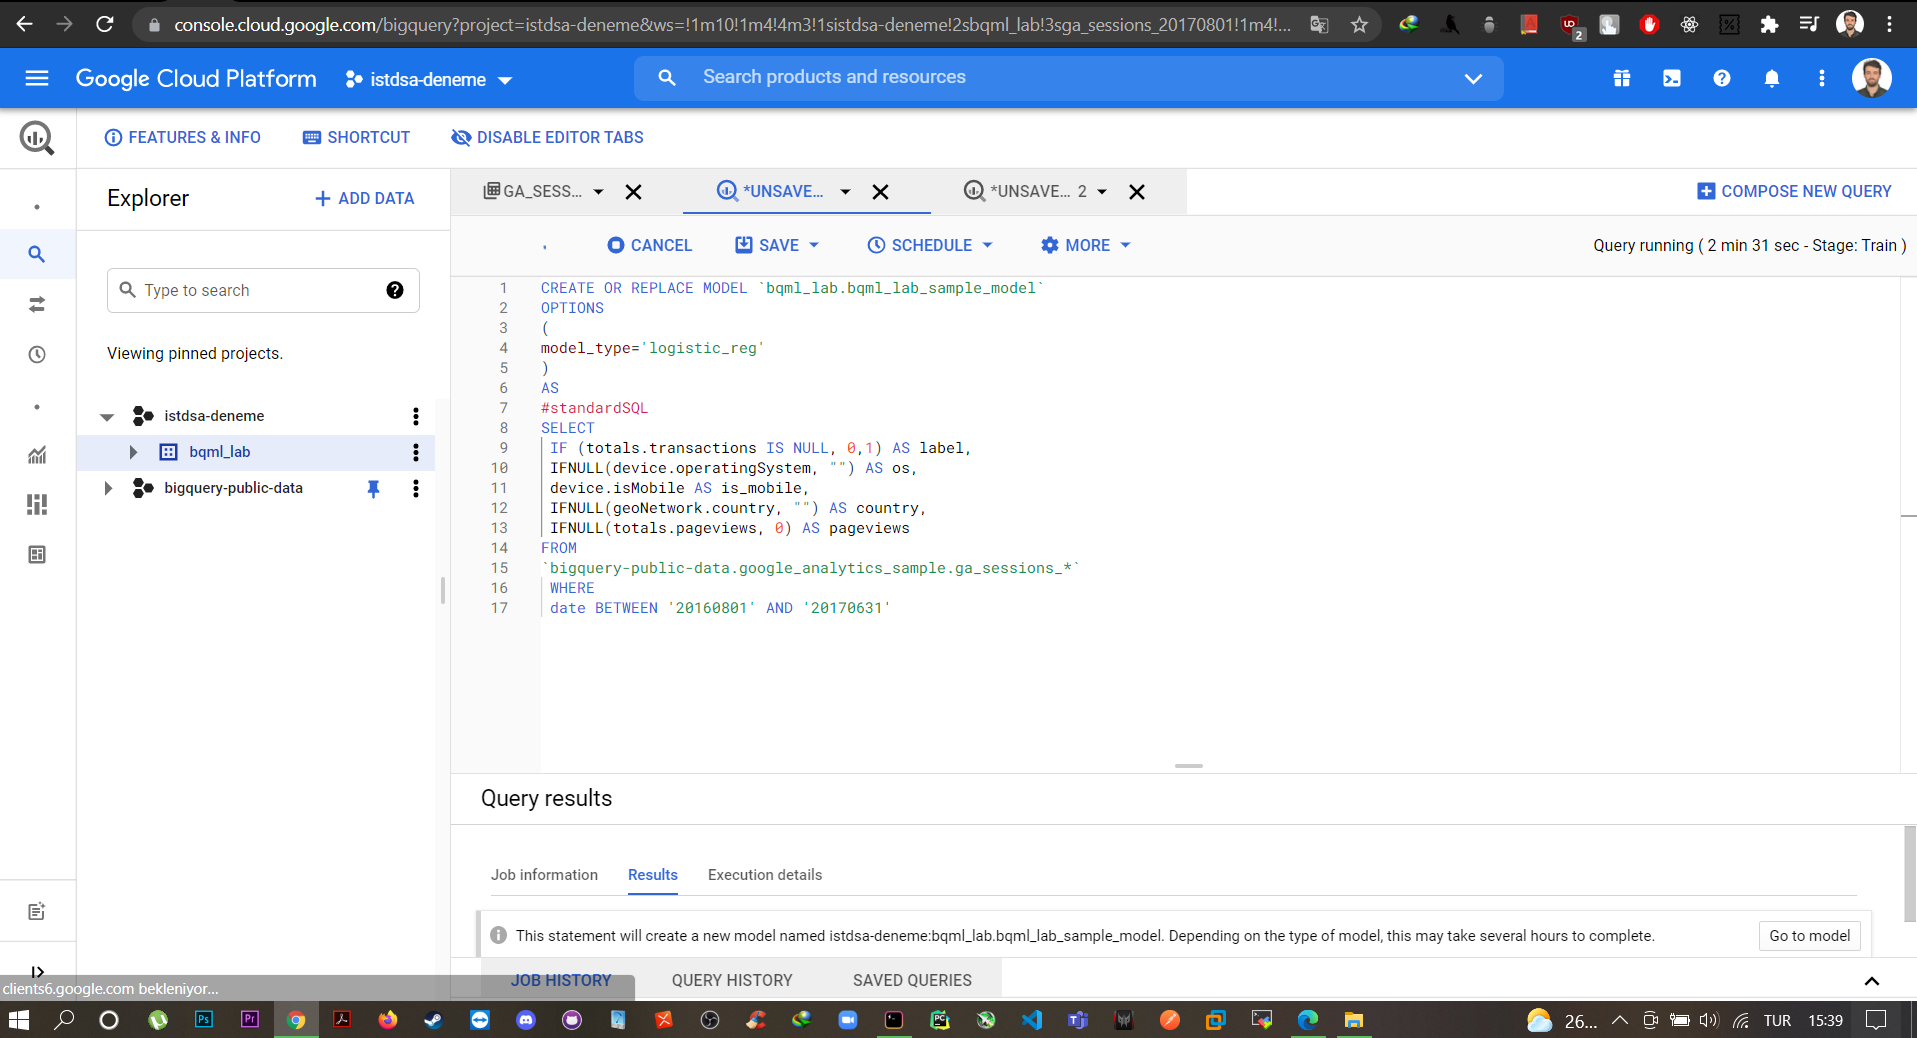 console.cloud.google.com/bigquery?project=istdsa-deneme&ws=!1m10!1m4!4m3!1sistdsa-deneme!2sbqml_lab!3sga_sessions_20170801!1m4!...
Google Cloud Platform
istdsa-deneme
Search products and resources
FEATURES & INFO
SHORTCUT
DISABLE EDITOR TABS
Explorer
+ ADD DATA
GA_SESS...
*UNSAVE...
*UNSAVE... 2
COMPOSE NEW QUERY
CANCEL
SAVE
SCHEDULE
MORE
Query running ( 2 min 31 sec - Stage: Train )
Type to search
Viewing pinned projects.
istdsa-deneme
bqml_lab
bigquery-public-data
1 CREATE OR REPLACE MODEL `bqml_lab.bqml_lab_sample_model`
2 OPTIONS
3 (
4 model_type='logistic_reg'
5 )
6 AS
7 #standardSQL
8 SELECT
9 IF (totals.transactions IS NULL, 0,1) AS label,
10 IFNULL(device.operatingSystem, "") AS os,
11 device.isMobile AS is_mobile,
12 IFNULL(geoNetwork.country, "") AS country,
13 IFNULL(totals.pageviews, 0) AS pageviews
14 FROM
15 `bigquery-public-data.google_analytics_sample.ga_sessions_*`
16 WHERE
17 date BETWEEN '20160801' AND '20170631'
Query results
Job information
Results
Execution details
This statement will create a new model named istdsa-deneme:bqml_lab.bqml_lab_sample_model. Depending on the type of model, this may take several hours to complete.
Go to model
JOB HISTORY
QUERY HISTORY
SAVED QUERIES
clients6.google.com bekleniyor...
Ps
Pr
PC
26...
TUR
15:39